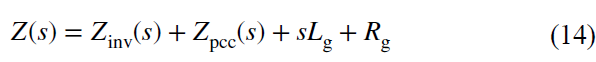 Z(s) = Z_inv(s) + Z_pcc(s) + sL_g + R_g (14)